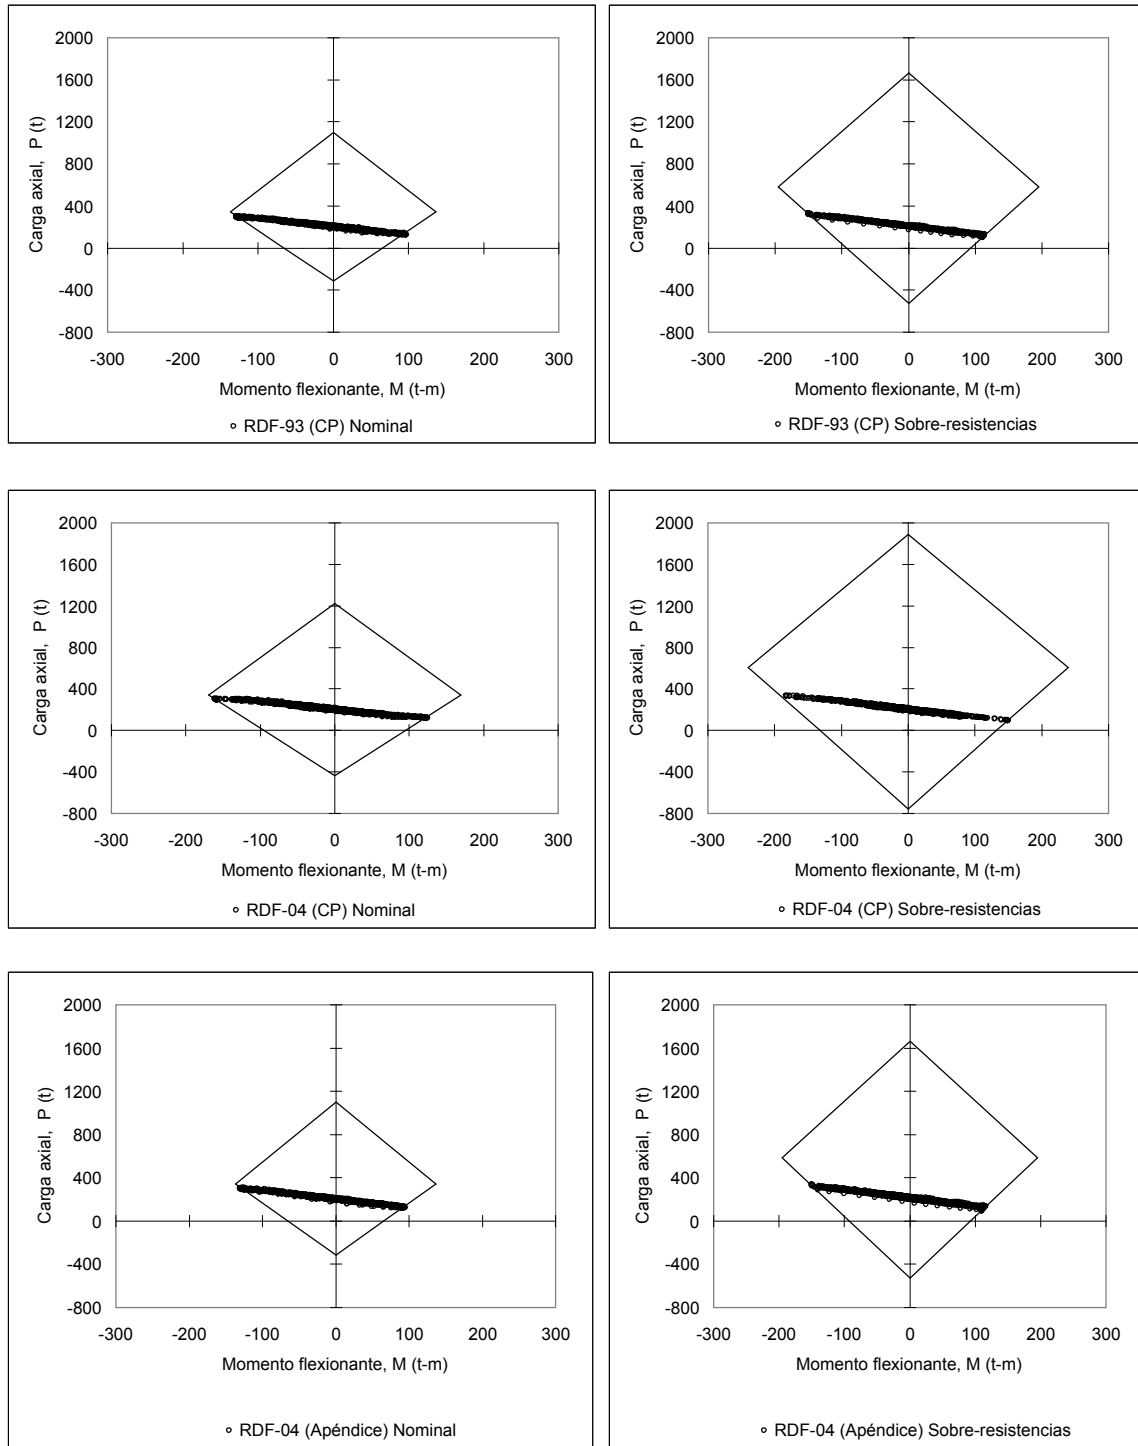 2000
1600
1200
800
400
0
-400
-800
Carga axial, P (t)
-300 -200 -100 0 100 200 300
Momento flexionante, M (t-m)
RDF-93 (CP) Nominal
2000
1600
1200
800
400
0
-400
-800
Carga axial, P (t)
-300 -200 -100 0 100 200 300
Momento flexionante, M (t-m)
RDF-93 (CP) Sobre-resistencias
2000
1600
1200
800
400
0
-400
-800
Carga axial, P (t)
-300 -200 -100 0 100 200 300
Momento flexionante, M (t-m)
RDF-04 (CP) Nominal
2000
1600
1200
800
400
0
-400
-800
Carga axial, P (t)
-300 -200 -100 0 100 200 300
Momento flexionante, M (t-m)
RDF-04 (CP) Sobre-resistencias
2000
1600
1200
800
400
0
-400
-800
Carga axial, P (t)
-300 -200 -100 0 100 200 300
Momento flexionante, M (t-m)
RDF-04 (Apéndice) Nominal
2000
1600
1200
800
400
0
-400
-800
Carga axial, P (t)
-300 -200 -100 0 100 200 300
Momento flexionante, M (t-m)
RDF-04 (Apéndice) Sobre-resistencias